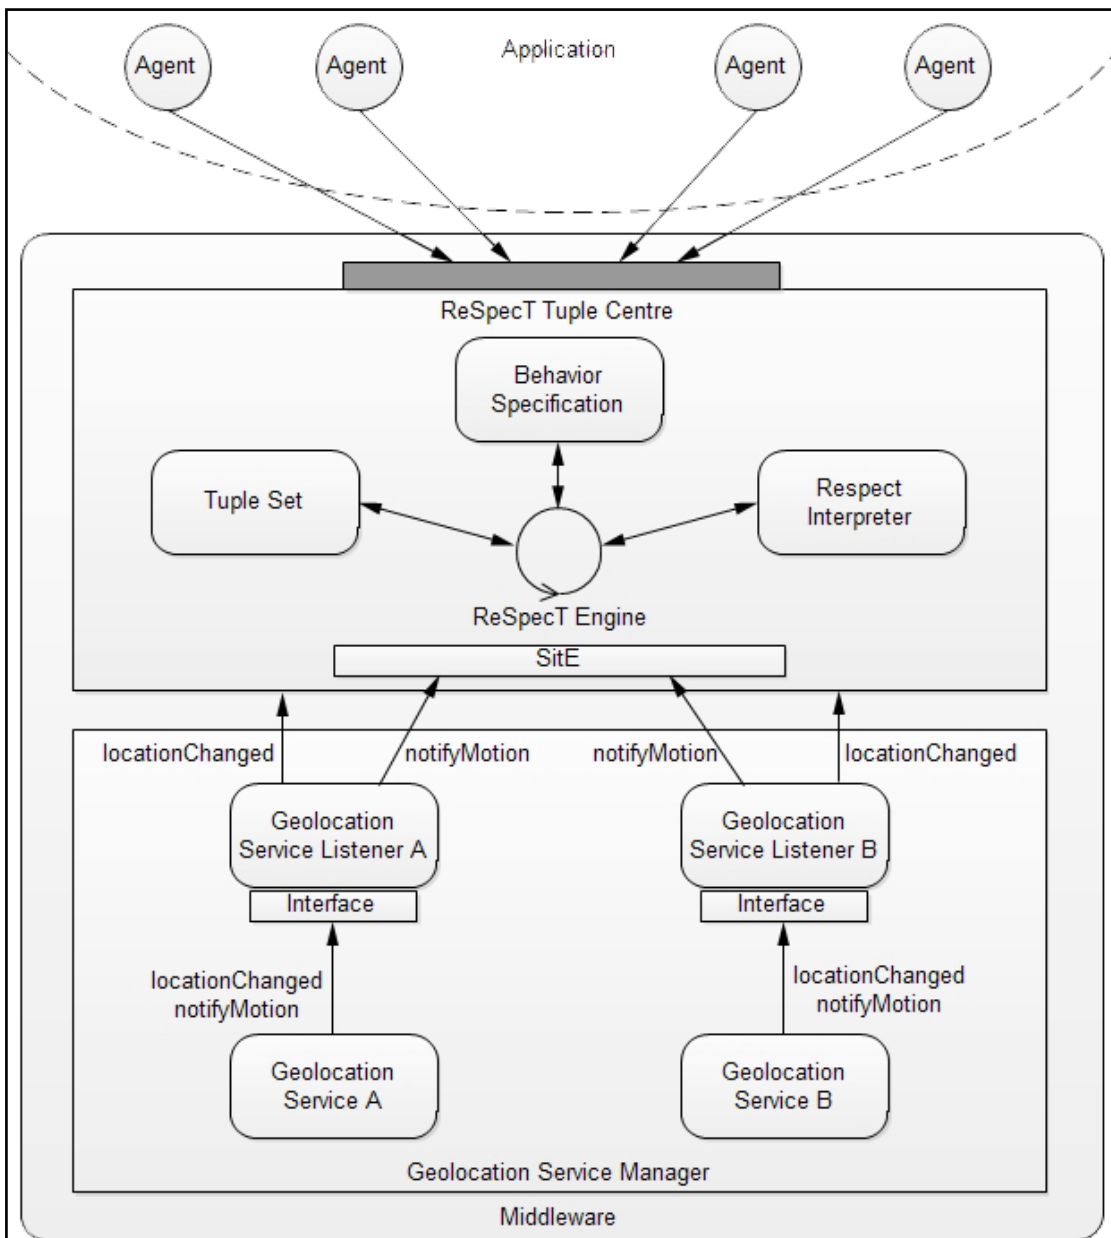 Application
Agent
Agent
Agent
Agent
ReSpecT Tuple Centre
Behavior
Specification
Tuple Set
Respect
Interpreter
ReSpecT Engine
SitE
locationChanged
notifyMotion
notifyMotion
locationChanged
Geolocation
Service Listener A
Geolocation
Service Listener B
Interface
Interface
locationChanged
notifyMotion
locationChanged
notifyMotion
Geolocation
Service A
Geolocation
Service B
Geolocation Service Manager
Middleware